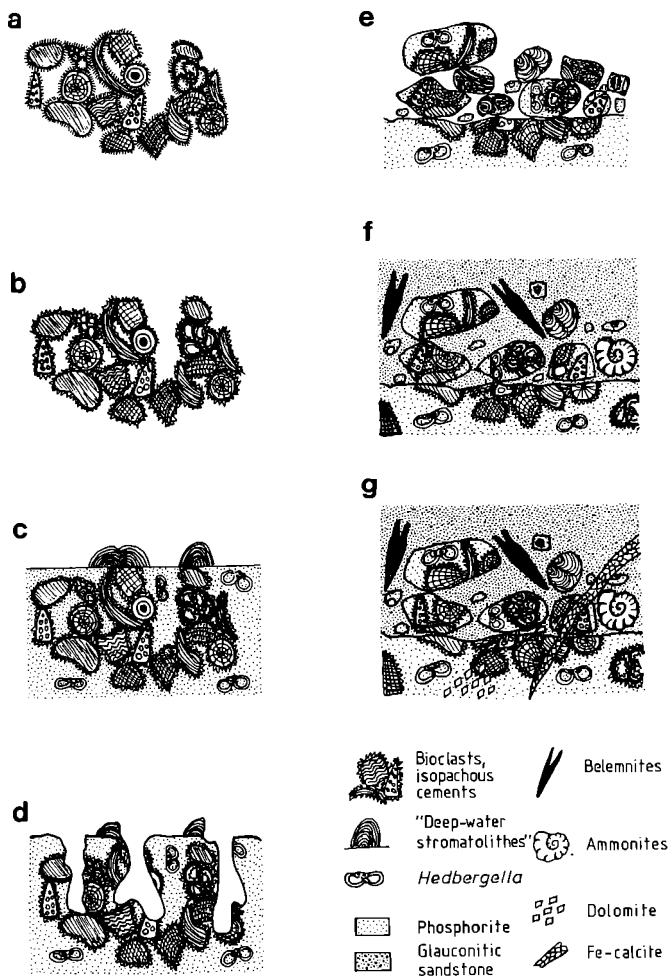 a
b
c
d
e
f
g
Bioclasts,
isopachous
cements
"Deep-water
stromatolithes"
Hedbergella
Phosphorite
Glauconitic
sandstone
Belemnites
Ammonites
Dolomite
Fe-calcite